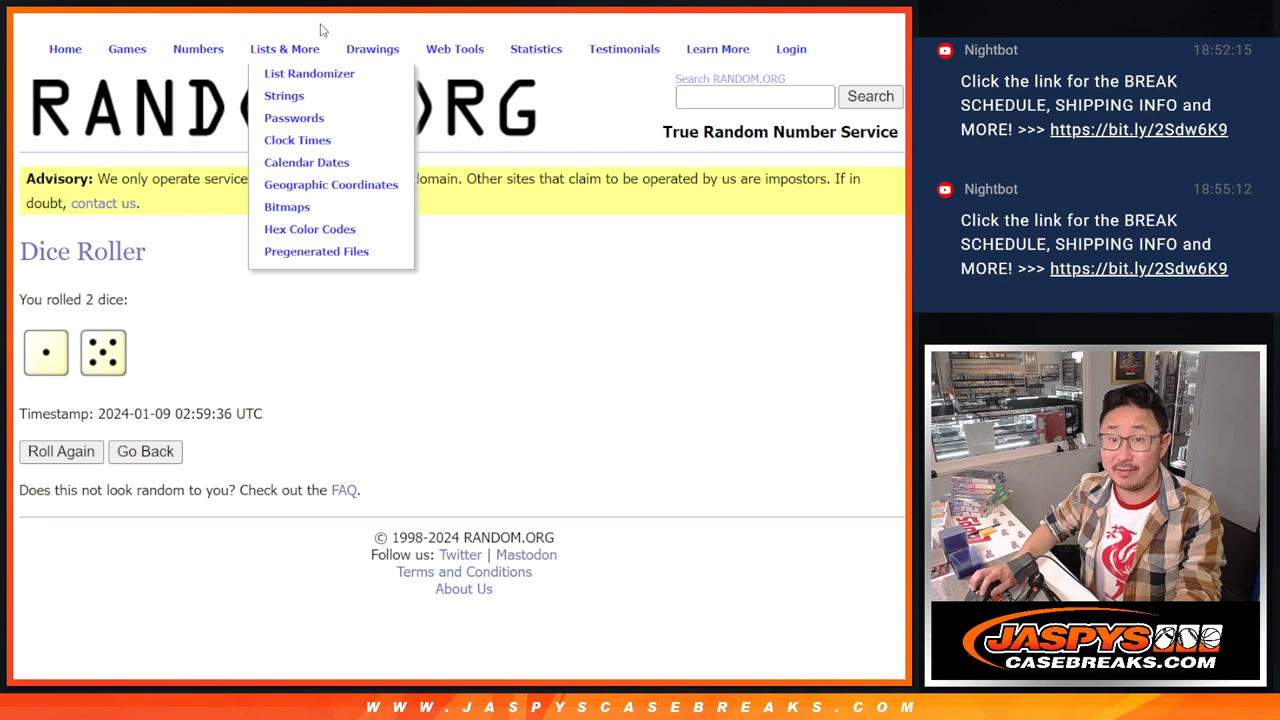 Home Games Numbers Lists & More Drawings Web Tools Statistics Testimonials Learn More Login
List Randomizer
Strings
Passwords
Clock Times
Calendar Dates
Geographic Coordinates
Bitmaps
Hex Color Codes
Pregenerated Files
Search RANDOM.ORG
Search
RAND RG
True Random Number Service
Advisory: We only operate service omain. Other sites that claim to be operated by us are impostors. If in
doubt, contact us.
Dice Roller
You rolled 2 dice:
Timestamp: 2024-01-09 02:59:36 UTC
Roll Again Go Back
Does this not look random to you? Check out the FAQ.
© 1998-2024 RANDOM.ORG
Follow us: Twitter | Mastodon
Terms and Conditions
About Us
Nightbot 18:52:15
Click the link for the BREAK
SCHEDULE, SHIPPING INFO and
MORE! >>> https://bit.ly/2Sdw6K9
Nightbot 18:55:12
Click the link for the BREAK
SCHEDULE, SHIPPING INFO and
MORE! >>> https://bit.ly/2Sdw6K9
JASPYS
CASEBREAKS.COM
WWW.JASPYSCASEBREAKS.COM